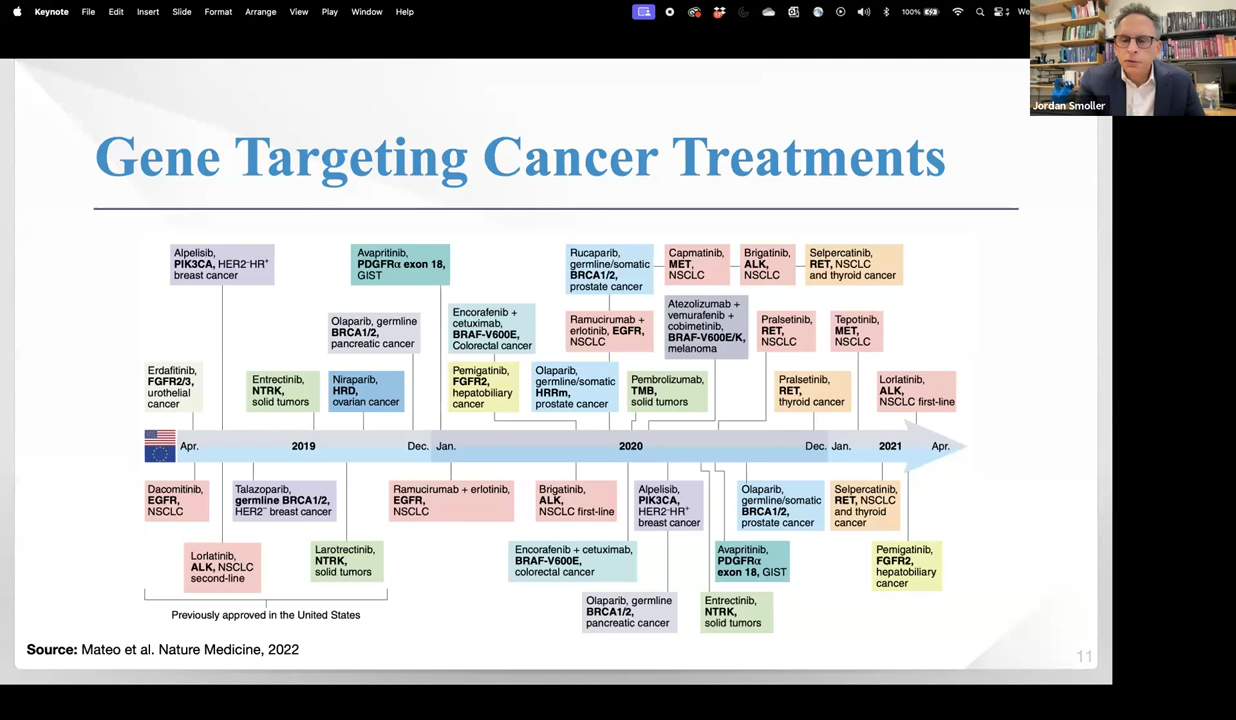 Keynote File Edit Insert Slide Format Arrange View Play Window Help
100%
We
Jordan Smoller
Gene Targeting Cancer Treatments
Alpelisib,
PIK3CA, HER2⁻HR⁺
breast cancer
Avapritinib,
PDGFRα exon 18,
GIST
Rucaparib,
germline/somatic
BRCA1/2,
prostate cancer
Capmatinib,
MET,
NSCLC
Brigatinib,
ALK,
NSCLC
Selpercatinib,
RET, NSCLC
and thyroid cancer
Olaparib, germline
BRCA1/2,
pancreatic cancer
Encorafenib +
cetuximab,
BRAF-V600E,
Colorectal cancer
Ramucirumab +
erlotinib, EGFR,
NSCLC
Atezolizumab +
vemurafenib +
cobimetinib,
BRAF-V600E/K,
melanoma
Pralsetinib,
RET,
NSCLC
Tepotinib,
MET,
NSCLC
Erdafitinib,
FGFR2/3,
urothelial
cancer
Entrectinib,
NTRK,
solid tumors
Niraparib,
HRD,
ovarian cancer
Pemigatinib,
FGFR2,
hepatobiliary
cancer
Olaparib,
germline/somatic
HRRm,
prostate cancer
Pembrolizumab,
TMB,
solid tumors
Pralsetinib,
RET,
thyroid cancer
Lorlatinib,
ALK,
NSCLC first-line
Apr. 2019 Dec. Jan. 2020 Dec. Jan. 2021 Apr.
Dacomitinib,
EGFR,
NSCLC
Talazoparib,
germline BRCA1/2,
HER2⁻ breast cancer
Ramucirumab + erlotinib,
EGFR,
NSCLC
Brigatinib,
ALK,
NSCLC first-line
Alpelisib,
PIK3CA,
HER2⁻HR⁺
breast cancer
Olaparib,
germline/somatic
BRCA1/2,
prostate cancer
Selpercatinib,
RET, NSCLC
and thyroid
cancer
Lorlatinib,
ALK, NSCLC
second-line
Larotrectinib,
NTRK,
solid tumors
Encorafenib + cetuximab,
BRAF-V600E,
colorectal cancer
Avapritinib,
PDGFRα
exon 18, GIST
Pemigatinib,
FGFR2,
hepatobiliary
cancer
Olaparib, germline
BRCA1/2,
pancreatic cancer
Entrectinib,
NTRK,
solid tumors
Previously approved in the United States
Source: Mateo et al. Nature Medicine, 2022
11